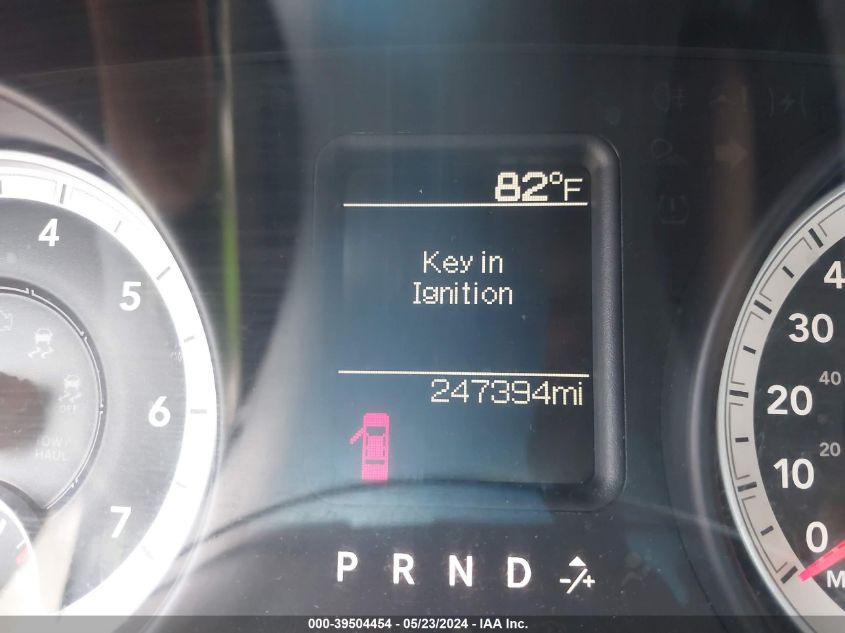 82°F
4
Key in
Ignition
5
4
30
247394mi
40
6
20
OFF
TOW/
HAUL
20
10
7
0
P R N D -/+
M
000-39504454 - 05/23/2024 - IAA Inc.